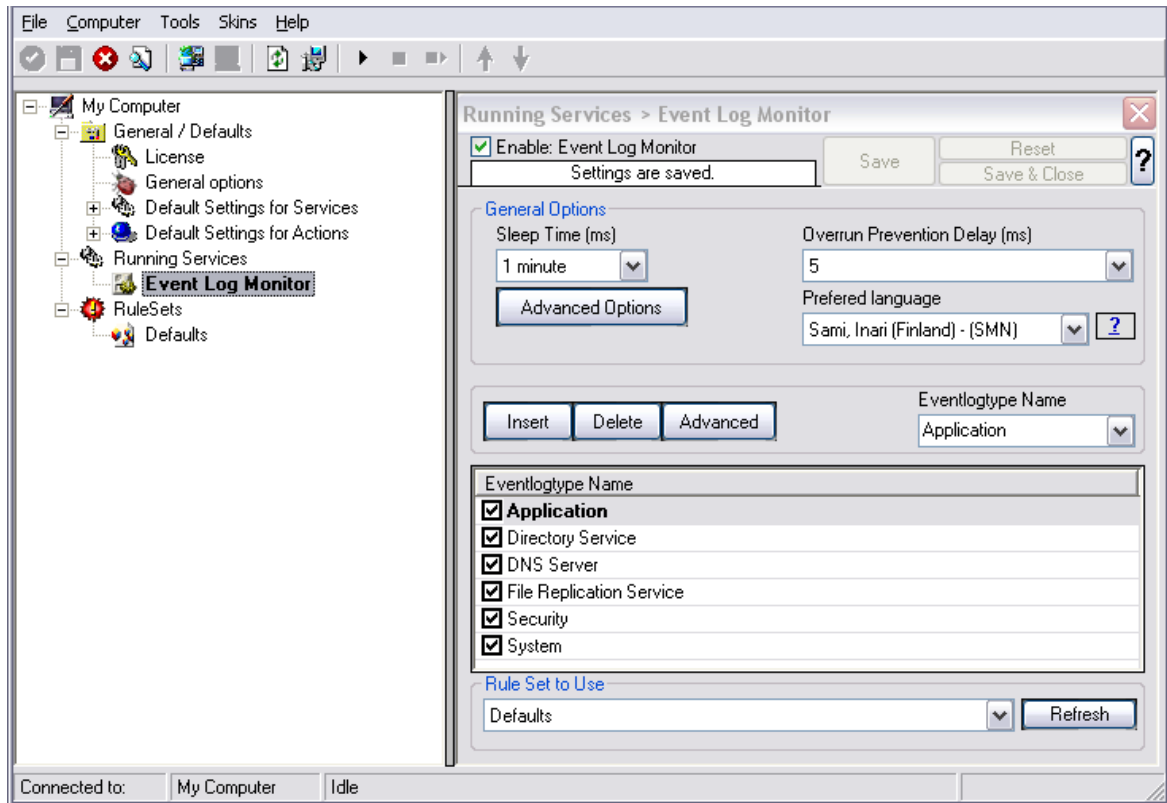 File Computer Tools Skins Help
My Computer
General / Defaults
License
General options
Default Settings for Services
Default Settings for Actions
Running Services
Event Log Monitor
RuleSets
Defaults
Running Services > Event Log Monitor
Enable: Event Log Monitor
Settings are saved.
Save
Reset
Save & Close
?
General Options
Sleep Time (ms)
1 minute
Advanced Options
Overrun Prevention Delay (ms)
5
Prefered language
Sami, Inari (Finland) - (SMN)
?
Insert Delete Advanced
Eventlogtype Name
Application
Eventlogtype Name
Application
Directory Service
DNS Server
File Replication Service
Security
System
Rule Set to Use
Defaults
Refresh
Connected to: My Computer Idle